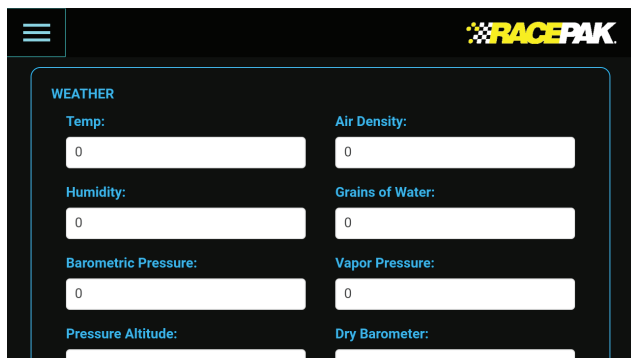 RACEPAK.
WEATHER
Temp: Air Density:
0 0
Humidity: Grains of Water:
0 0
Barometric Pressure: Vapor Pressure:
0 0
Pressure Altitude: Dry Barometer: